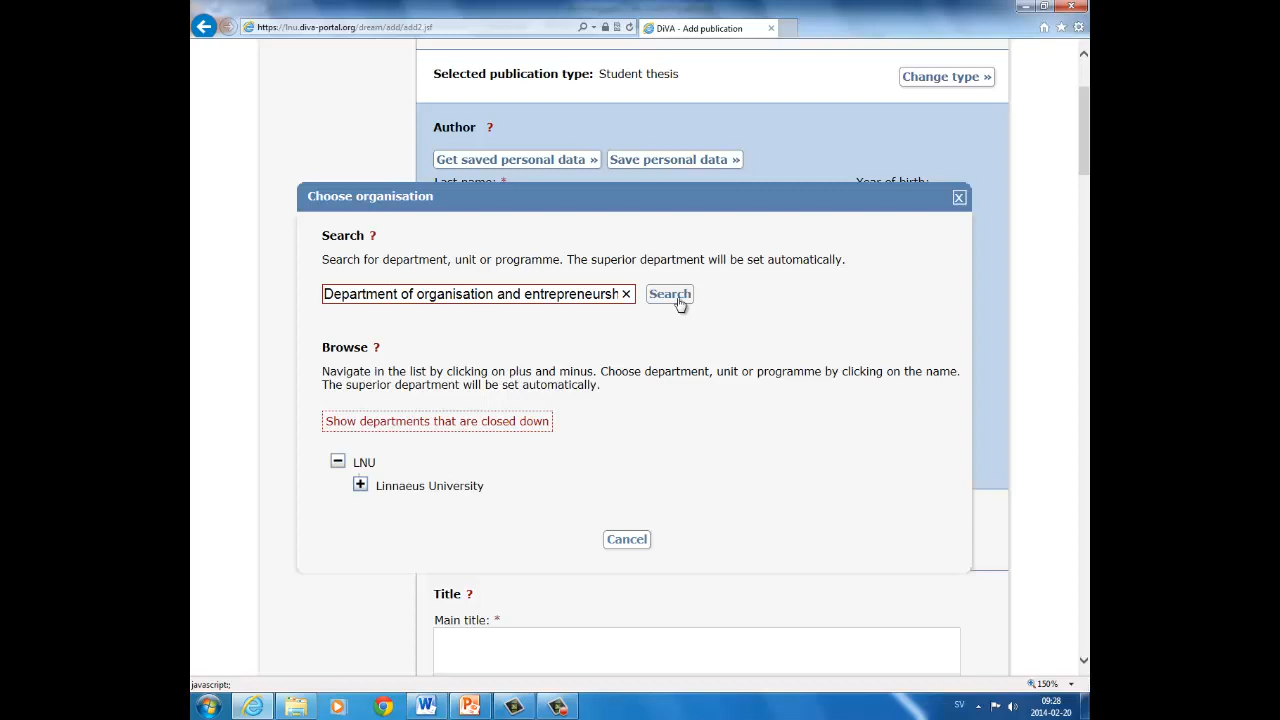 https://lnu.diva-portal.org/dream/add/add2.jsf
DiVA - Add publication
Selected publication type: Student thesis
Change type »
Author ?
Get saved personal data »
Save personal data »
Last name: *
Year of birth:
Choose organisation
Search ?
Search for department, unit or programme. The superior department will be set automatically.
Department of organisation and entrepreneursh
Search
Browse ?
Navigate in the list by clicking on plus and minus. Choose department, unit or programme by clicking on the name.
The superior department will be set automatically.
Show departments that are closed down
LNU
Linnaeus University
Cancel
Title ?
Main title: *
javascript:;
150%
SV
09:28
2014-02-20